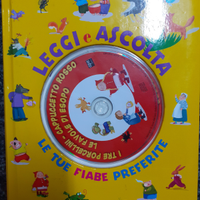 LEGGI e ASCOLTA
I TRE PORCELLINI - CAPPUCCETTO ROSSO
LE FAVOLE DI ESOPO
LE TUE FIABE PREFERITE